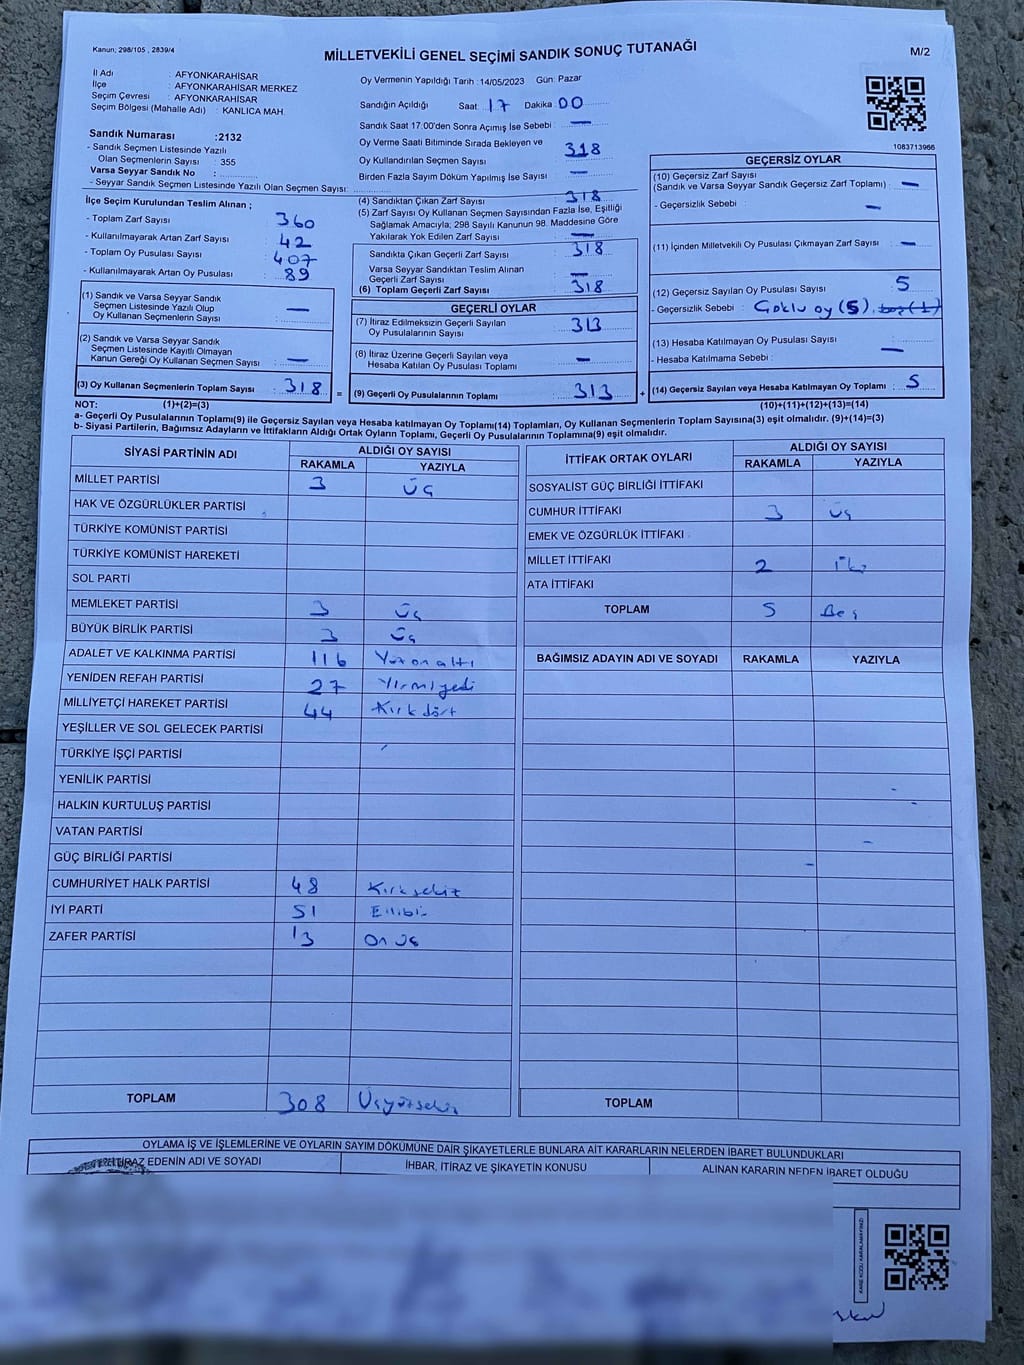 Kanun; 298/105 , 2839/4
MİLLETVEKİLİ GENEL SEÇİMİ SANDIK SONUÇ TUTANAĞI
M/2
İl Adı : AFYONKARAHİSAR
İlçe : AFYONKARAHİSAR MERKEZ
Seçim Çevresi : AFYONKARAHİSAR
Seçim Bölgesi (Mahalle Adı) : KANLICA MAH.
Sandık Numarası :2132
- Sandık Seçmen Listesinde Yazılı
Olan Seçmenlerin Sayısı : 355
Varsa Seyyar Sandık No :
- Seyyar Sandık Seçmen Listesinde Yazılı Olan Seçmen Sayısı:
Oy Vermenin Yapıldığı Tarih :14/05/2023 Gün: Pazar
Sandığın Açıldığı Saat 17 Dakika 00
Sandık Saat 17.00'den Sonra Açımış İse Sebebi : —
Oy Verme Saati Bitiminde Sırada Bekleyen ve
Oy Kullandırılan Seçmen Sayısı : 318
Birden Fazla Sayım Döküm Yapılmış İse Sayısı : —
1083713966
İlçe Seçim Kurulundan Teslim Alınan ;
- Toplam Zarf Sayısı : 360
- Kullanılmayarak Artan Zarf Sayısı : 42
- Toplam Oy Pusulası Sayısı : 407
- Kullanılmayarak Artan Oy Pusulası : 89
(1) Sandık ve Varsa Seyyar Sandık
Seçmen Listesinde Yazılı Olup
Oy Kullanan Seçmenlerin Sayısı : —
(2) Sandık ve Varsa Seyyar Sandık
Seçmen Listesinde Kayıtlı Olmayan
Kanun Gereği Oy Kullanan Seçmen Sayısı : —
(3) Oy Kullanan Seçmenlerin Toplam Sayısı : 318
(1)+(2)=(3)
(4) Sandıktan Çıkan Zarf Sayısı : 318
(5) Zarf Sayısı Oy Kullanan Seçmen Sayısından Fazla İse, Eşitliği
Sağlamak Amacıyla; 298 Sayılı Kanunun 98. Maddesine Göre
Yakılarak Yok Edilen Zarf Sayısı : —
Sandıkta Çıkan Geçerli Zarf Sayısı : 318
Varsa Seyyar Sandıktan Teslim Alınan
Geçerli Zarf Sayısı : —
(6) Toplam Geçerli Zarf Sayısı : 318
GEÇERLİ OYLAR
(7) İtiraz Edilmeksizin Geçerli Sayılan
Oy Pusulalarının Sayısı : 313
(8) İtiraz Üzerine Geçerli Sayılan veya
Hesaba Katılan Oy Pusulası Toplamı : —
= (9) Geçerli Oy Pusulalarının Toplamı : 313 +
GEÇERSİZ OYLAR
(10) Geçersiz Zarf Sayısı
(Sandık ve Varsa Seyyar Sandık Geçersiz Zarf Toplamı) : —
- Geçersizlik Sebebi : —
(11) İçinden Milletvekili Oy Pusulası Çıkmayan Zarf Sayısı : —
(12) Geçersiz Sayılan Oy Pusulası Sayısı : 5
- Geçersizlik Sebebi : Çoklu oy (5),
(13) Hesaba Katılmayan Oy Pusulası Sayısı : —
- Hesaba Katılmama Sebebi :
(14) Geçersiz Sayılan veya Hesaba Katılmayan Oy Toplamı : 5
(10)+(11)+(12)+(13)=(14)
NOT:
a- Geçerli Oy Pusulalarının Toplamı(9) ile Geçersiz Sayılan veya Hesaba katılmayan Oy Toplamı(14) Toplamları, Oy Kullanan Seçmenlerin Toplam Sayısına(3) eşit olmalıdır. (9)+(14)=(3)
b- Siyasi Partilerin, Bağımsız Adayların ve İttifakların Aldığı Ortak Oyların Toplamı, Geçerli Oy Pusulalarının Toplamına(9) eşit olmalıdır.
SİYASİ PARTİNİN ADI ALDIĞI OY SAYISI
RAKAMLA YAZIYLA
MİLLET PARTİSİ 3 üç
HAK VE ÖZGÜRLÜKLER PARTİSİ
TÜRKİYE KOMÜNİST PARTİSİ
TÜRKİYE KOMÜNİST HAREKETİ
SOL PARTİ
MEMLEKET PARTİSİ 3 üç
BÜYÜK BİRLİK PARTİSİ 3 üç
ADALET VE KALKINMA PARTİSİ 116 Yüzonaltı
YENİDEN REFAH PARTİSİ 27 Yirmiyedi
MİLLİYETÇİ HAREKET PARTİSİ 44 Kırkdört
YEŞİLLER VE SOL GELECEK PARTİSİ
TÜRKİYE İŞÇİ PARTİSİ
YENİLİK PARTİSİ
HALKIN KURTULUŞ PARTİSİ
VATAN PARTİSİ
GÜÇ BİRLİĞİ PARTİSİ
CUMHURİYET HALK PARTİSİ 48 Kırksekiz
İYİ PARTİ 51 Ellibir
ZAFER PARTİSİ 13 On üç
TOPLAM 308 Üçyüzsekiz
İTTİFAK ORTAK OYLARI ALDIĞI OY SAYISI
RAKAMLA YAZIYLA
SOSYALİST GÜÇ BİRLİĞİ İTTİFAKI
CUMHUR İTTİFAKI 3 üç
EMEK VE ÖZGÜRLÜK İTTİFAKI
MİLLET İTTİFAKI 2 iki
ATA İTTİFAKI
TOPLAM 5 Beş
BAĞIMSIZ ADAYIN ADI VE SOYADI RAKAMLA YAZIYLA
TOPLAM
OYLAMA İŞ VE İŞLEMLERİNE VE OYLARIN SAYIM DÖKÜMÜNE DAİR ŞİKAYETLERLE BUNLARA AİT KARARLARIN NELERDEN İBARET BULUNDUKLARI
İTİRAZ EDENİN ADI VE SOYADI İHBAR, İTİRAZ VE ŞİKAYETİN KONUSU ALINAN KARARIN NEDEN İBARET OLDUĞU
KARE KODU KARALAMAYINIZ!